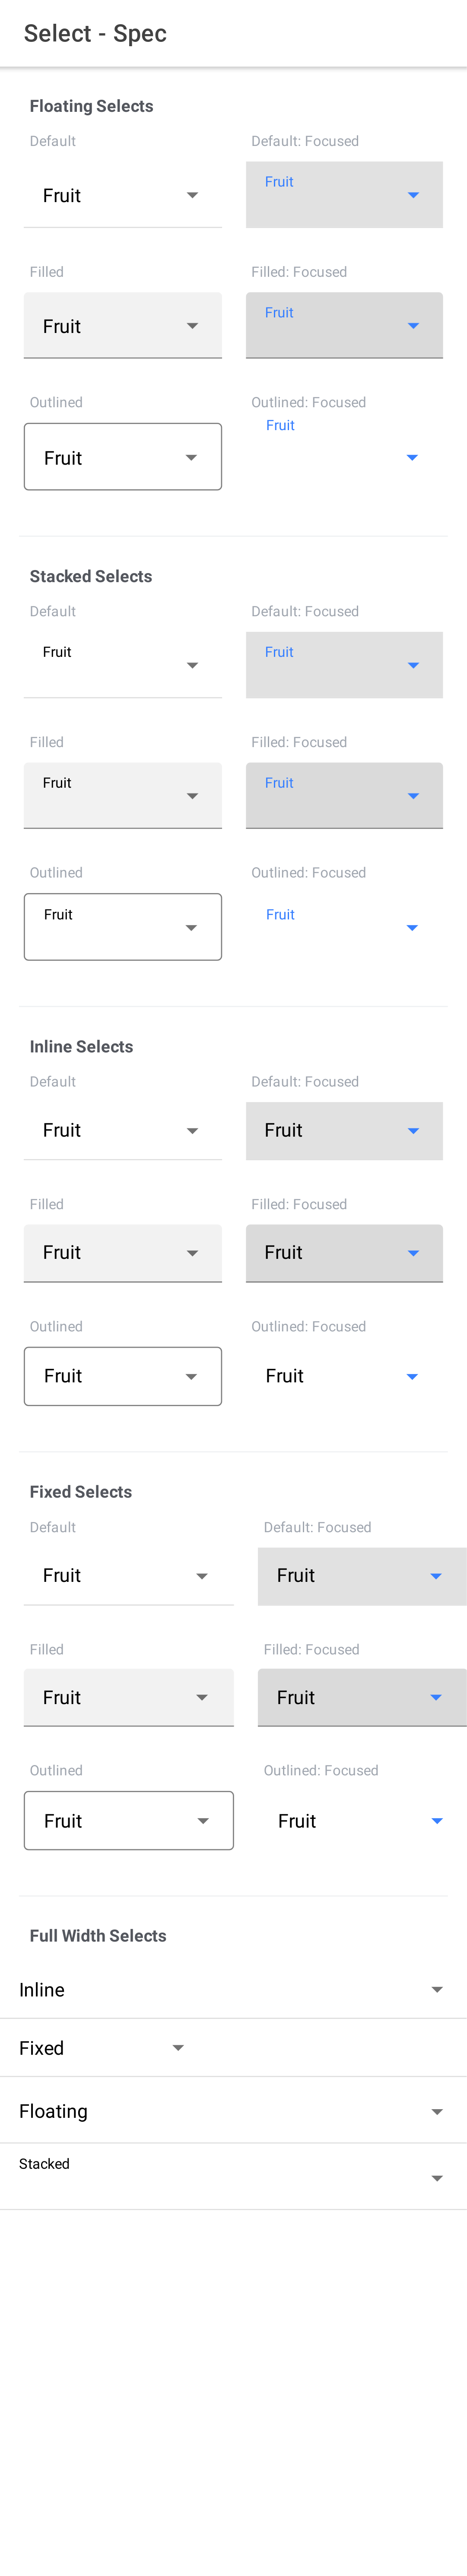 Select - Spec
Floating Selects
Default Default: Focused
Fruit Fruit
Filled Filled: Focused
Fruit Fruit
Outlined Outlined: Focused
Fruit Fruit
Stacked Selects
Default Default: Focused
Fruit Fruit
Filled Filled: Focused
Fruit Fruit
Outlined Outlined: Focused
Fruit Fruit
Inline Selects
Default Default: Focused
Fruit Fruit
Filled Filled: Focused
Fruit Fruit
Outlined Outlined: Focused
Fruit Fruit
Fixed Selects
Default Default: Focused
Fruit Fruit
Filled Filled: Focused
Fruit Fruit
Outlined Outlined: Focused
Fruit Fruit
Full Width Selects
Inline
Fixed
Floating
Stacked